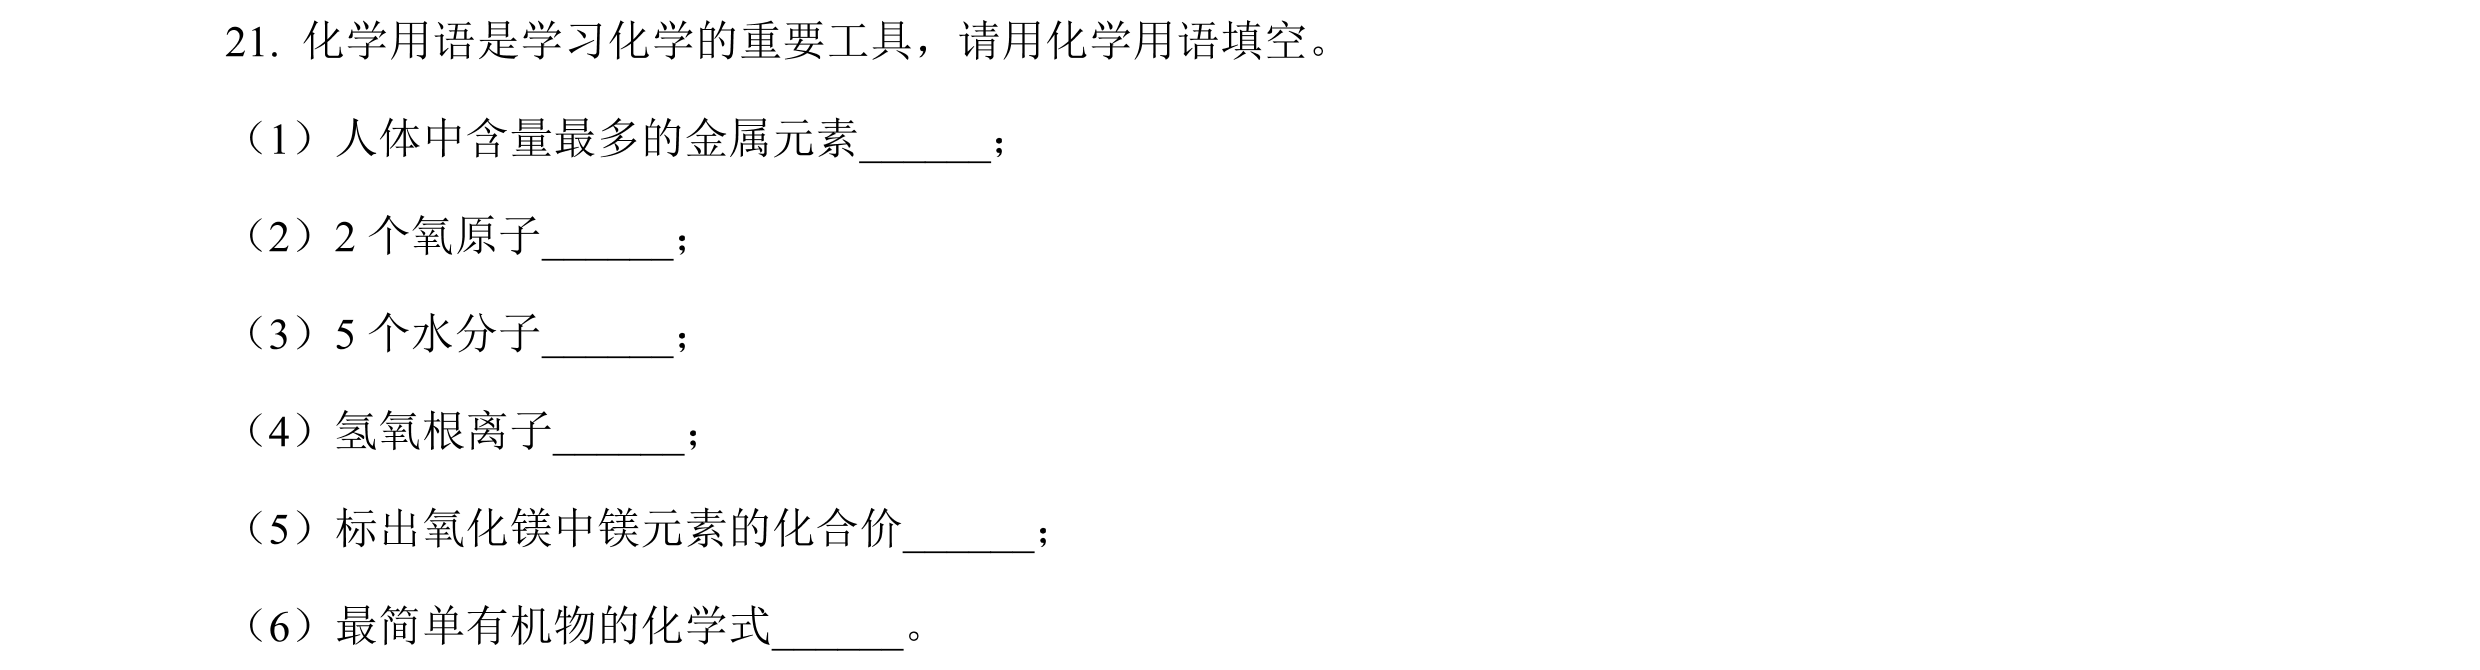 21. 化学用语是学习化学的重要工具，请用化学用语填空。
（1）人体中含量最多的金属元素______；
（2）2 个氧原子______；
（3）5 个水分子______；
（4）氢氧根离子______；
（5）标出氧化镁中镁元素的化合价______；
（6）最简单有机物的化学式______。